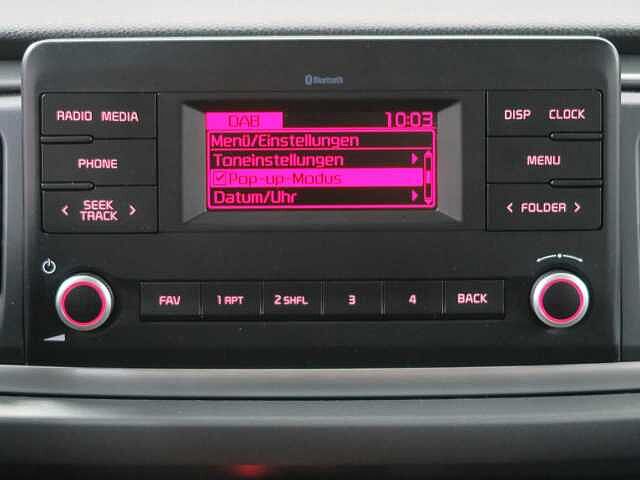 Bluetooth
RADIO MEDIA
DAB 10:03
DISP CLOCK
Menü/Einstellungen
Toneinstellungen
Pop-up-Modus
Datum/Uhr
PHONE
MENU
< SEEK TRACK >
< FOLDER >
FAV 1 RPT 2 SHFL 3 4 BACK